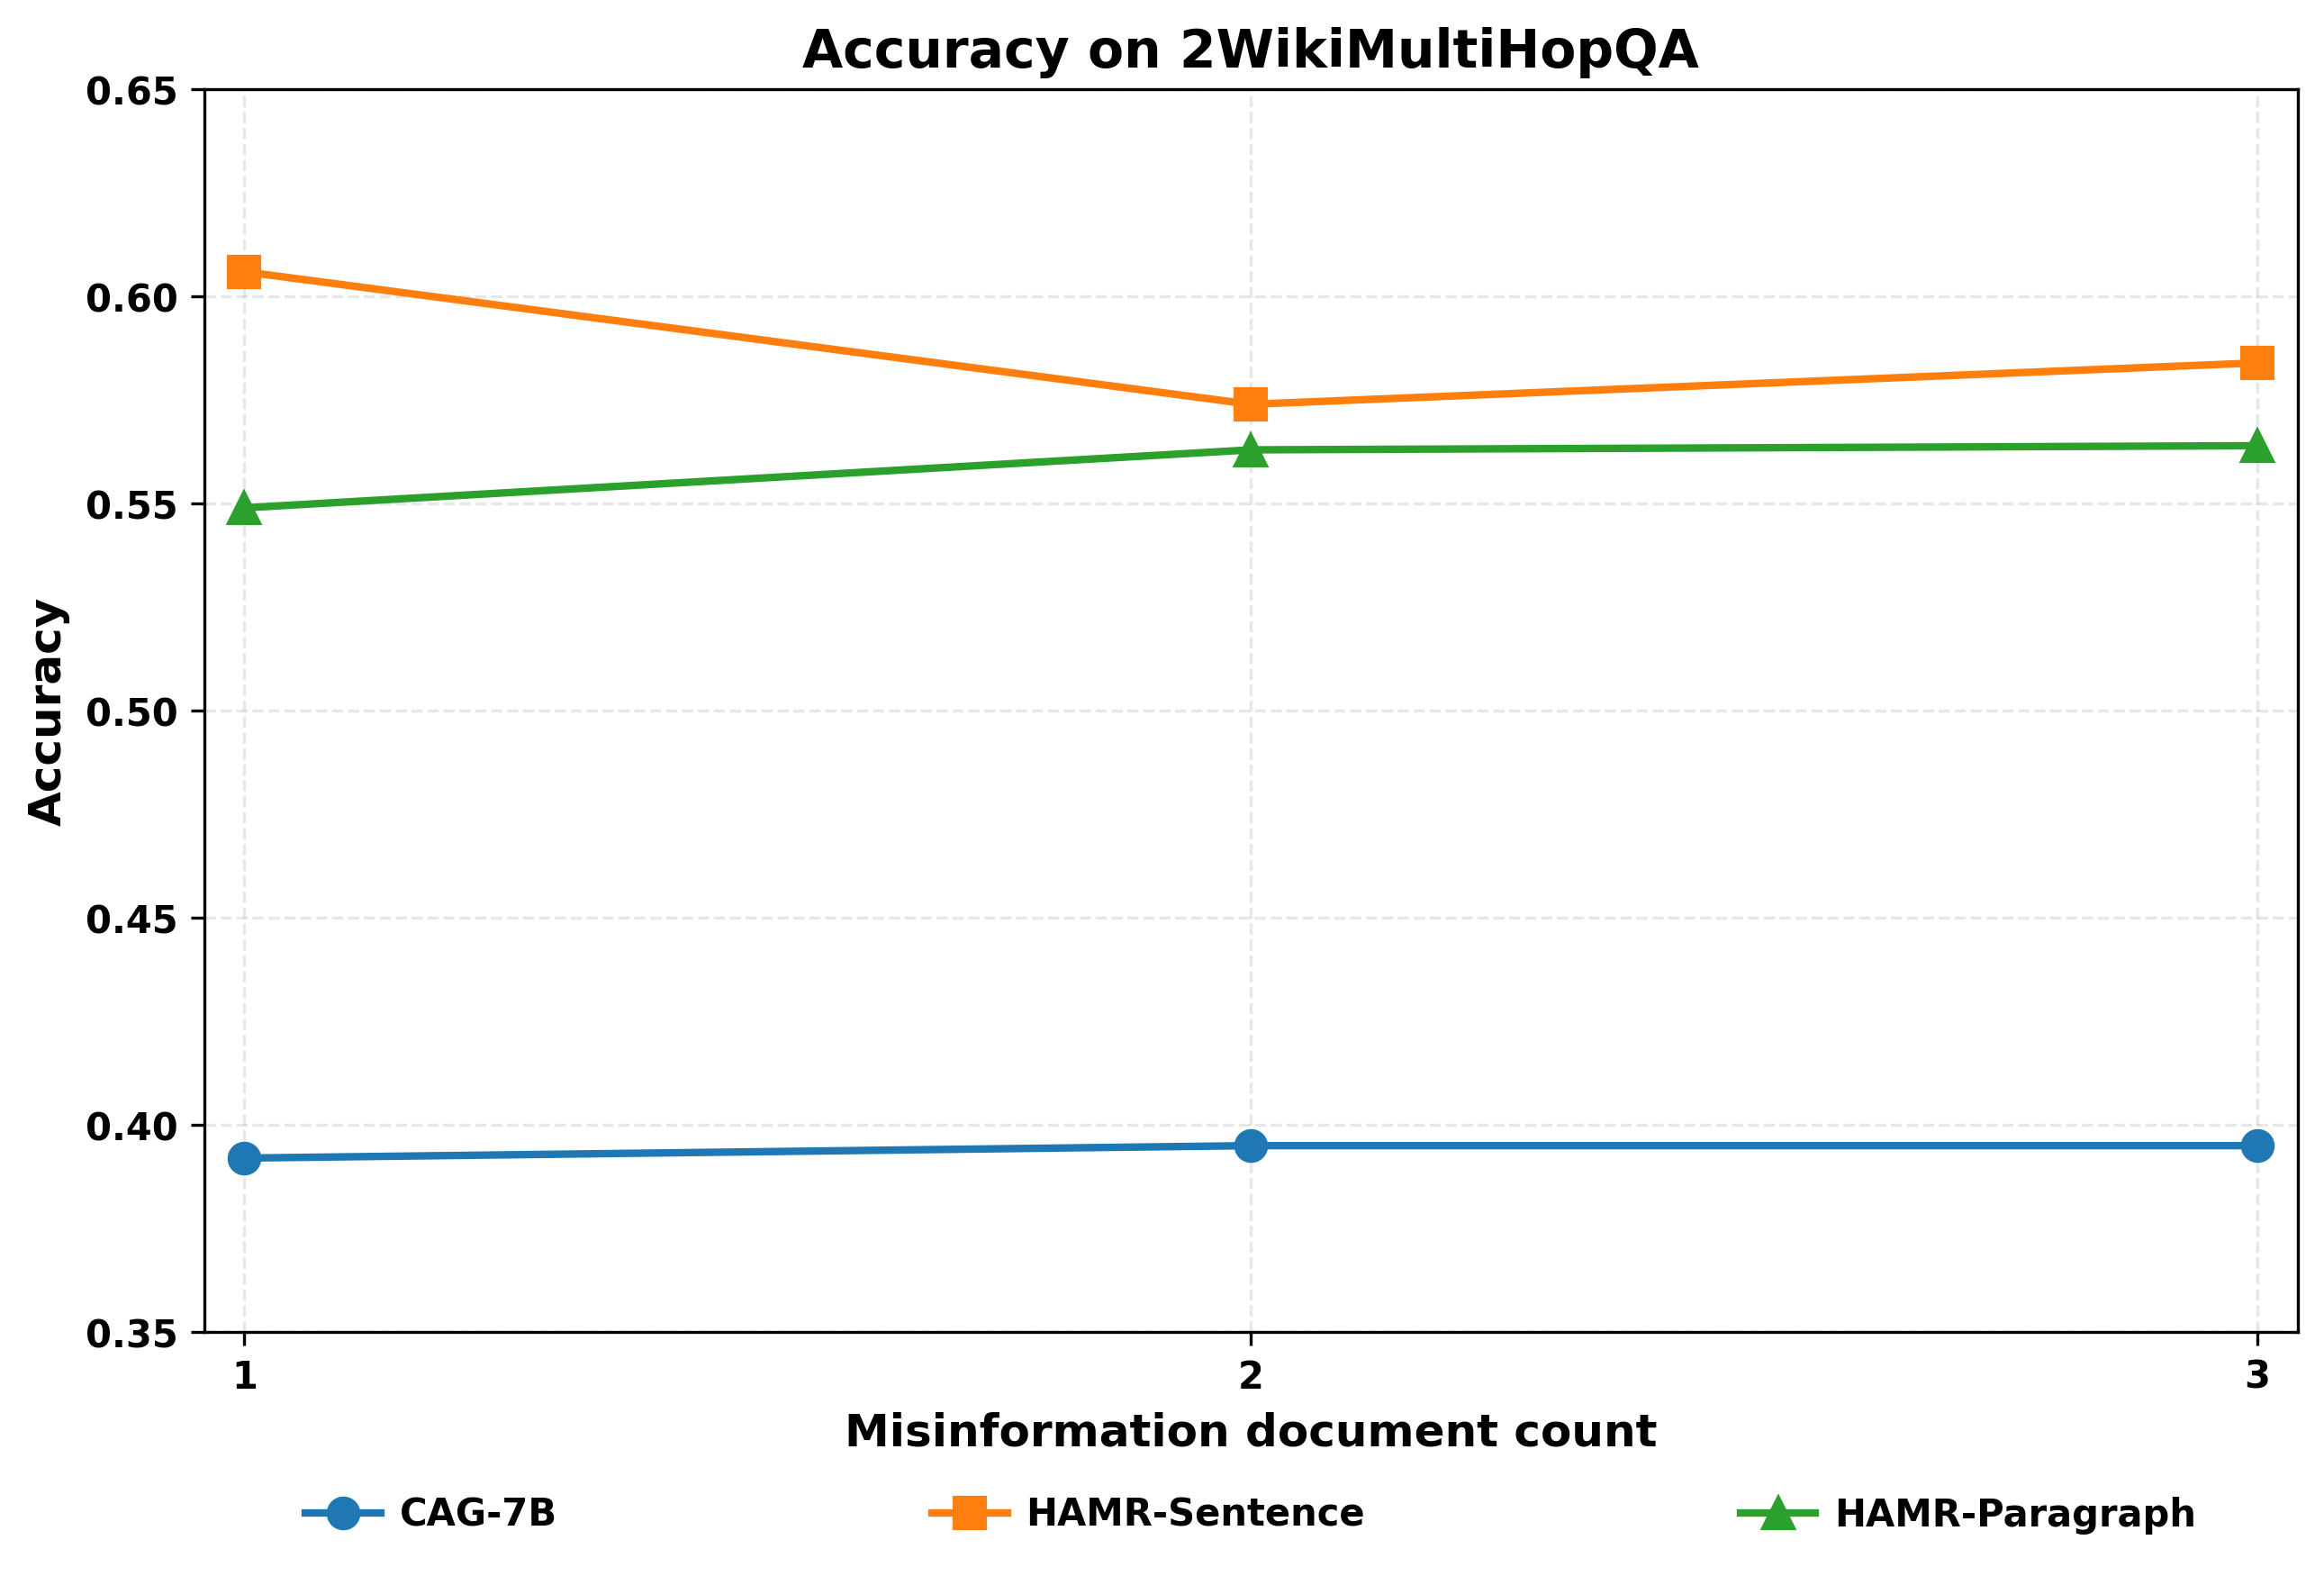 Accuracy on 2WikiMultiHopQA
0.65
0.60
0.55
0.50
0.45
0.40
0.35
Accuracy
1 2 3
Misinformation document count
CAG-7B HAMR-Sentence HAMR-Paragraph